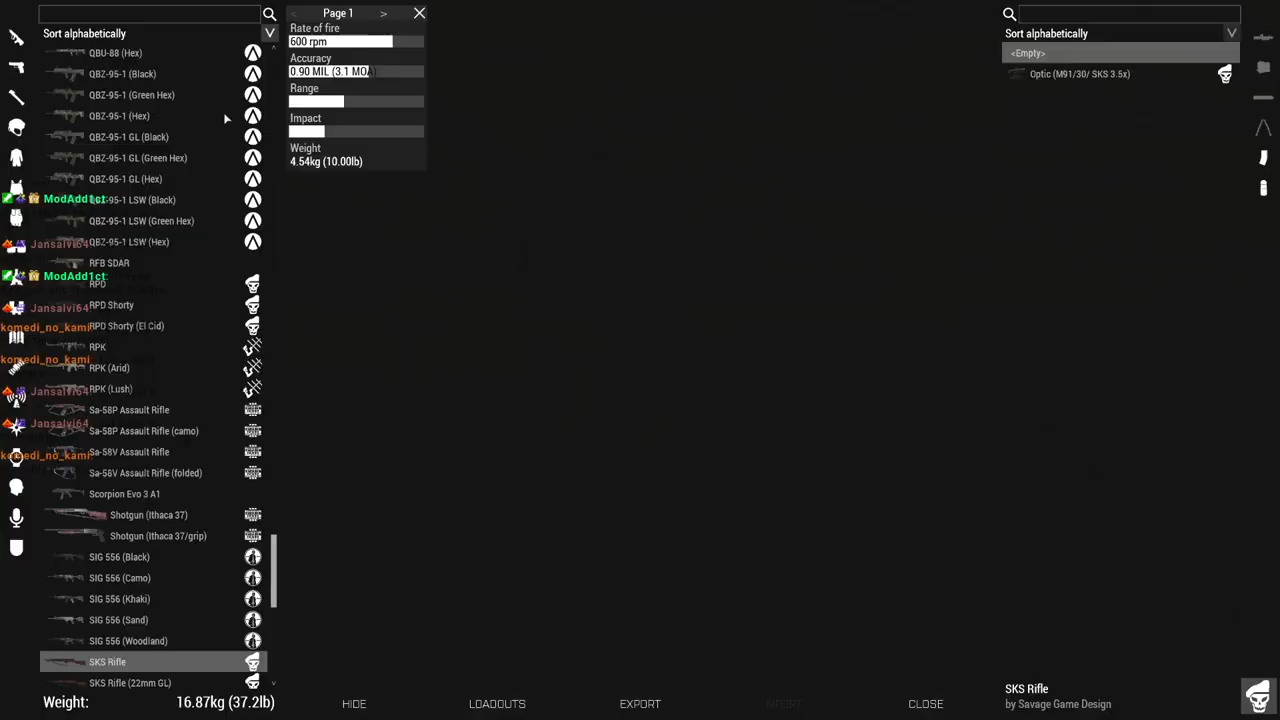 Sort alphabetically
QBU-88 (Hex)
QBZ-95-1 (Black)
QBZ-95-1 (Green Hex)
QBZ-95-1 (Hex)
QBZ-95-1 GL (Black)
QBZ-95-1 GL (Green Hex)
QBZ-95-1 GL (Hex)
ModAdd1ct: QBZ-95-1 LSW (Black)
QBZ-95-1 LSW (Green Hex)
Jansalvi64: QBZ-95-1 LSW (Hex)
RFB SDAR
ModAdd1ct:
RPD
Jansalvi64: RPD Shorty
komedi_no_kami: RPD Shorty (El Cid)
RPK
komedi_no_kami: RPK (Arid)
Jansalvi64: RPK (Lush)
Sa-58P Assault Rifle
Jansalvi64: Sa-58P Assault Rifle (camo)
komedi_no_kami: Sa-58V Assault Rifle
Sa-58V Assault Rifle (folded)
Scorpion Evo 3 A1
Shotgun (Ithaca 37)
Shotgun (Ithaca 37/grip)
SIG 556 (Black)
SIG 556 (Camo)
SIG 556 (Khaki)
SIG 556 (Sand)
SIG 556 (Woodland)
SKS Rifle
SKS Rifle (22mm GL)
Weight: 16.87kg (37.2lb)
< Page 1 >
Rate of fire
600 rpm
Accuracy
0.90 MIL (3.1 MOA)
Range
Impact
Weight
4.54kg (10.00lb)
Sort alphabetically
<Empty>
Optic (M91/30/ SKS 3.5x)
SKS Rifle
by Savage Game Design
HIDE LOADOUTS EXPORT IMPORT CLOSE